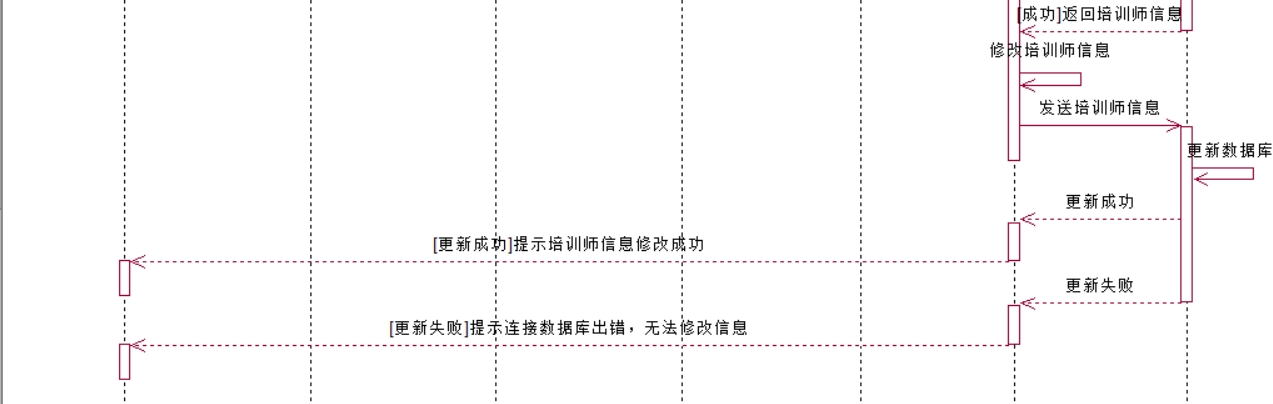 [成功]返回培训师信息
修改培训师信息
发送培训师信息
更新数据库
更新成功
[更新成功]提示培训师信息修改成功
更新失败
[更新失败]提示连接数据库出错，无法修改信息